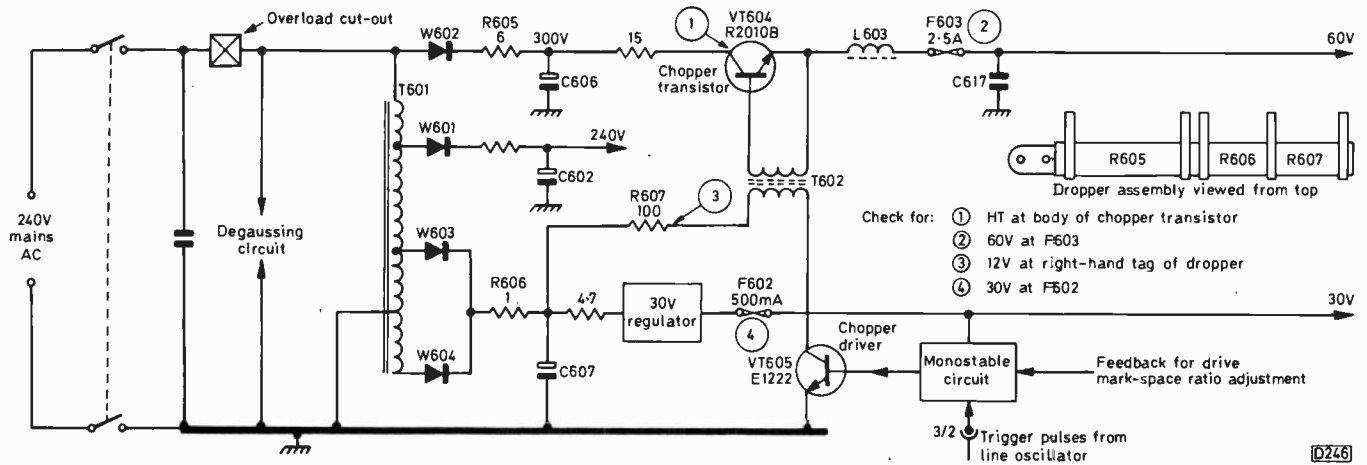 Overload cut-out
W602
R605
6
300V
15
1
VT604
R2010B
L603
F603
2·5A
2
60V
C606
Chopper
transistor
C617
T601
W601
240V
C602
R605
R606
R607
Dropper assembly viewed from top
T602
240V
mains
AC
Degaussing
circuit
R607
100
3
W603
Check for:
1 HT at body of chopper transistor
2 60V at F603
3 12V at right-hand tag of dropper
4 30V at F602
R606
1
4·7
30V
regulator
F602
500mA
4
30V
Chopper
driver
W604
C607
VT605
E1222
Monostable
circuit
Feedback for drive
mark-space ratio adjustment
3/2
Trigger pulses from
line oscillator
D246